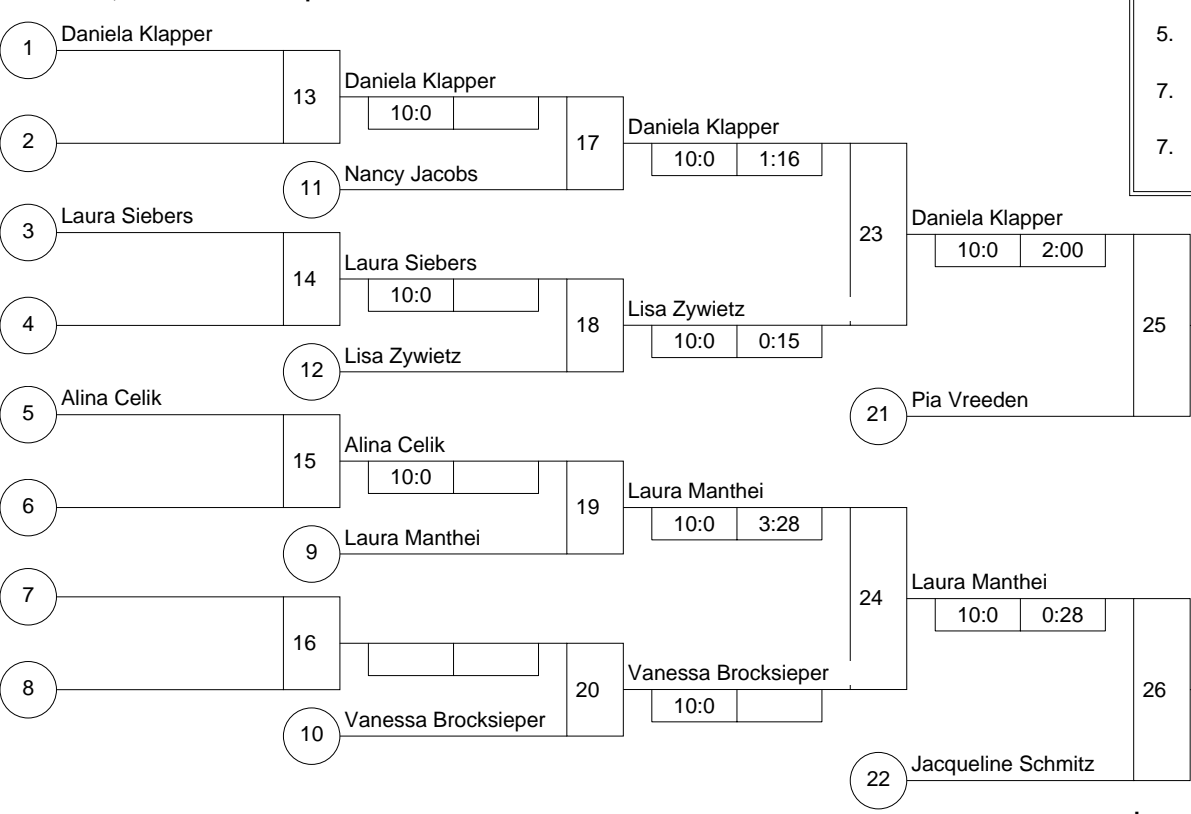 5.
1 Daniela Klapper
7.
13 Daniela Klapper
10:0
2
17 Daniela Klapper
10:0 1:16
7.
11 Nancy Jacobs
3 Laura Siebers
23 Daniela Klapper
10:0 2:00
14 Laura Siebers
10:0
4
18 Lisa Zywietz
10:0 0:15
25
12 Lisa Zywietz
5 Alina Celik
21 Pia Vreeden
15 Alina Celik
10:0
6
19 Laura Manthei
10:0 3:28
9 Laura Manthei
7
24 Laura Manthei
10:0 0:28
16
8
20 Vanessa Brocksieper
10:0
26
10 Vanessa Brocksieper
22 Jacqueline Schmitz